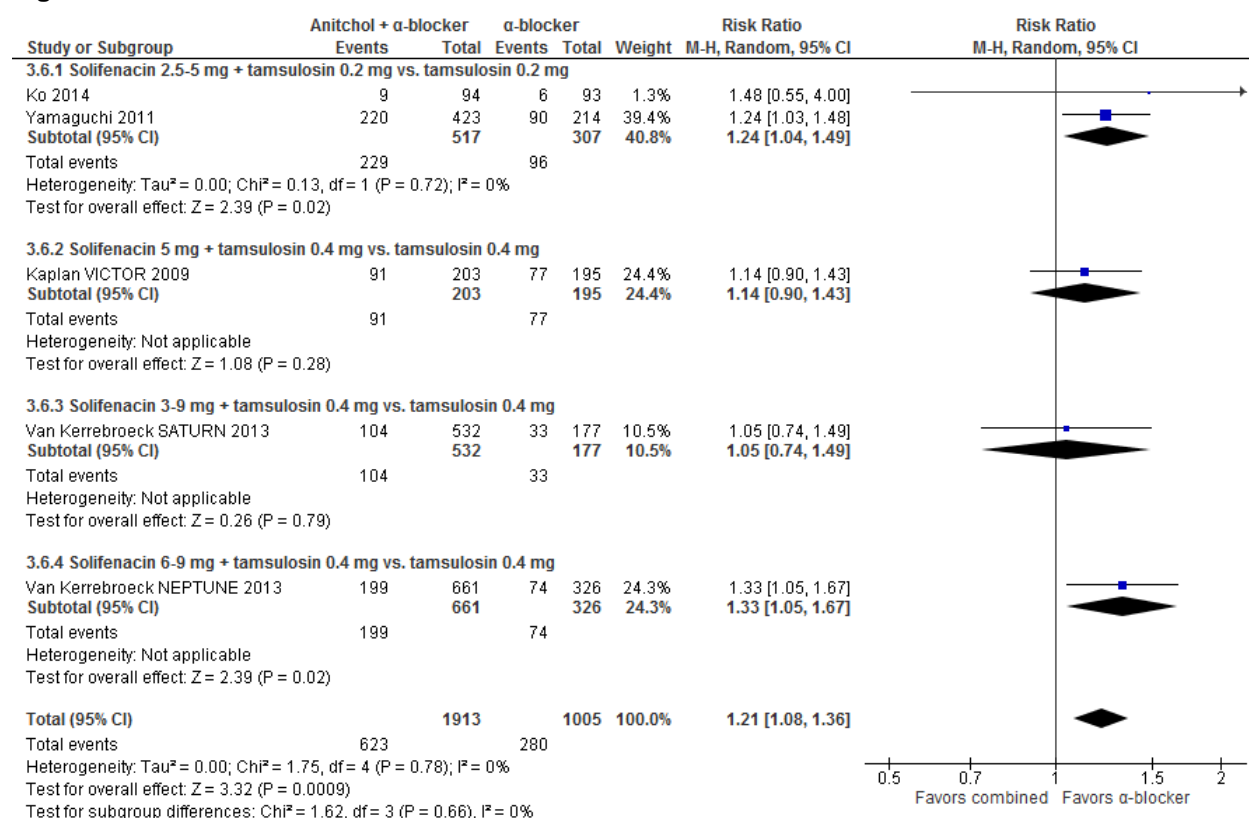 Anitchol + α-blocker α-blocker Risk Ratio Risk Ratio
Study or Subgroup Events Total Events Total Weight M-H, Random, 95% CI M-H, Random, 95% CI
3.6.1 Solifenacin 2.5-5 mg + tamsulosin 0.2 mg vs. tamsulosin 0.2 mg
Ko 2014 9 94 6 93 1.3% 1.48 [0.55, 4.00]
Yamaguchi 2011 220 423 90 214 39.4% 1.24 [1.03, 1.48]
Subtotal (95% CI) 517 307 40.8% 1.24 [1.04, 1.49]
Total events 229 96
Heterogeneity: Tau² = 0.00; Chi² = 0.13, df = 1 (P = 0.72); I² = 0%
Test for overall effect: Z = 2.39 (P = 0.02)
3.6.2 Solifenacin 5 mg + tamsulosin 0.4 mg vs. tamsulosin 0.4 mg
Kaplan VICTOR 2009 91 203 77 195 24.4% 1.14 [0.90, 1.43]
Subtotal (95% CI) 203 195 24.4% 1.14 [0.90, 1.43]
Total events 91 77
Heterogeneity: Not applicable
Test for overall effect: Z = 1.08 (P = 0.28)
3.6.3 Solifenacin 3-9 mg + tamsulosin 0.4 mg vs. tamsulosin 0.4 mg
Van Kerrebroeck SATURN 2013 104 532 33 177 10.5% 1.05 [0.74, 1.49]
Subtotal (95% CI) 532 177 10.5% 1.05 [0.74, 1.49]
Total events 104 33
Heterogeneity: Not applicable
Test for overall effect: Z = 0.26 (P = 0.79)
3.6.4 Solifenacin 6-9 mg + tamsulosin 0.4 mg vs. tamsulosin 0.4 mg
Van Kerrebroeck NEPTUNE 2013 199 661 74 326 24.3% 1.33 [1.05, 1.67]
Subtotal (95% CI) 661 326 24.3% 1.33 [1.05, 1.67]
Total events 199 74
Heterogeneity: Not applicable
Test for overall effect: Z = 2.39 (P = 0.02)
Total (95% CI) 1913 1005 100.0% 1.21 [1.08, 1.36]
Total events 623 280
Heterogeneity: Tau² = 0.00; Chi² = 1.75, df = 4 (P = 0.78); I² = 0%
Test for overall effect: Z = 3.32 (P = 0.0009)
Test for subgroup differences: Chi² = 1.62, df = 3 (P = 0.66), I² = 0%
0.5 0.7 1 1.5 2
Favors combined Favors α-blocker